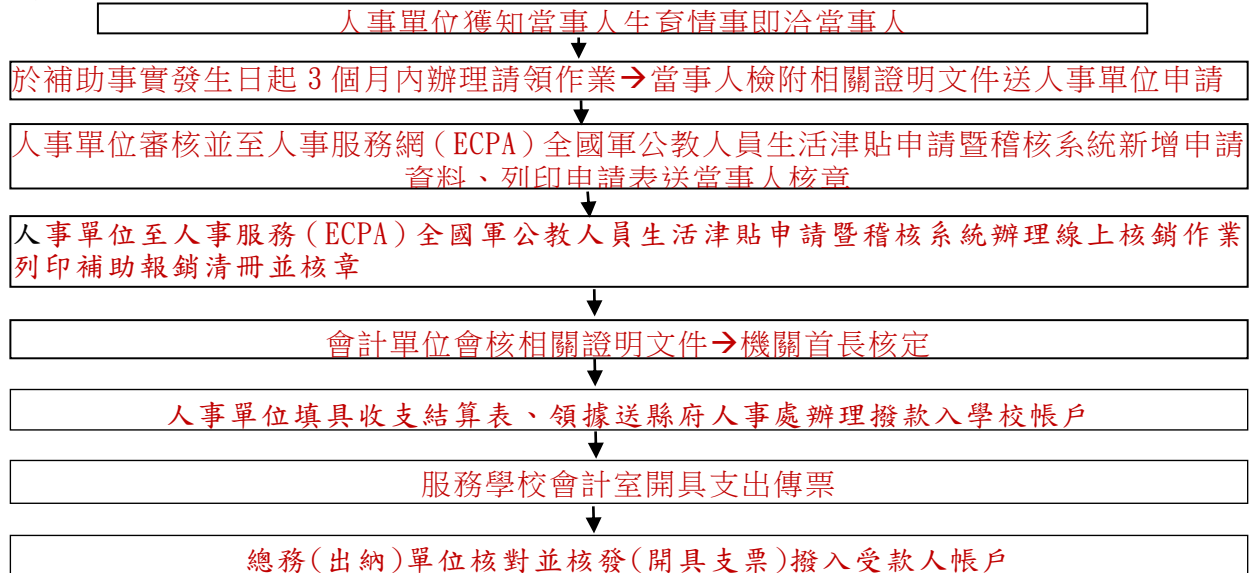 人事單位獲知當事人生育情事即洽當事人
於補助事實發生日起 3 個月內辦理請領作業→當事人檢附相關證明文件送人事單位申請
人事單位審核並至人事服務網(ECPA)全國軍公教人員生活津貼申請暨稽核系統新增申請
資料、列印申請表送當事人核章
人事單位至人事服務(ECPA)全國軍公教人員生活津貼申請暨稽核系統辦理線上核銷作業
列印補助報銷清冊並核章
會計單位會核相關證明文件→機關首長核定
人事單位填具收支結算表、領據送縣府人事處辦理撥款入學校帳戶
服務學校會計室開具支出傳票
總務(出納)單位核對並核發(開具支票)撥入受款人帳戶